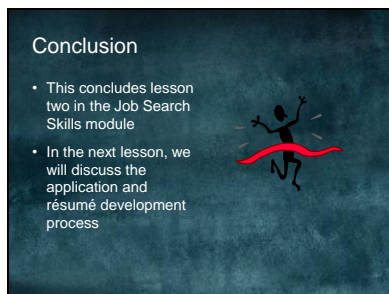 Conclusion
• This concludes lesson
two in the Job Search
Skills module
• In the next lesson, we
will discuss the
application and
résumé development
process